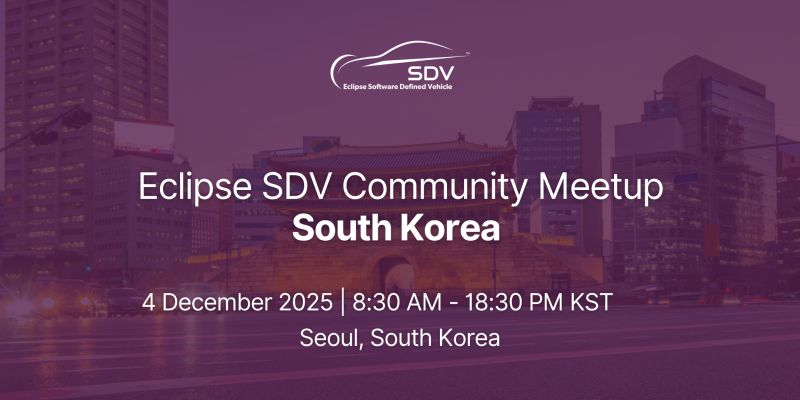 SDV
Eclipse Software Defined Vehicle
Eclipse SDV Community Meetup
South Korea
4 December 2025 | 8:30 AM - 18:30 PM KST
Seoul, South Korea